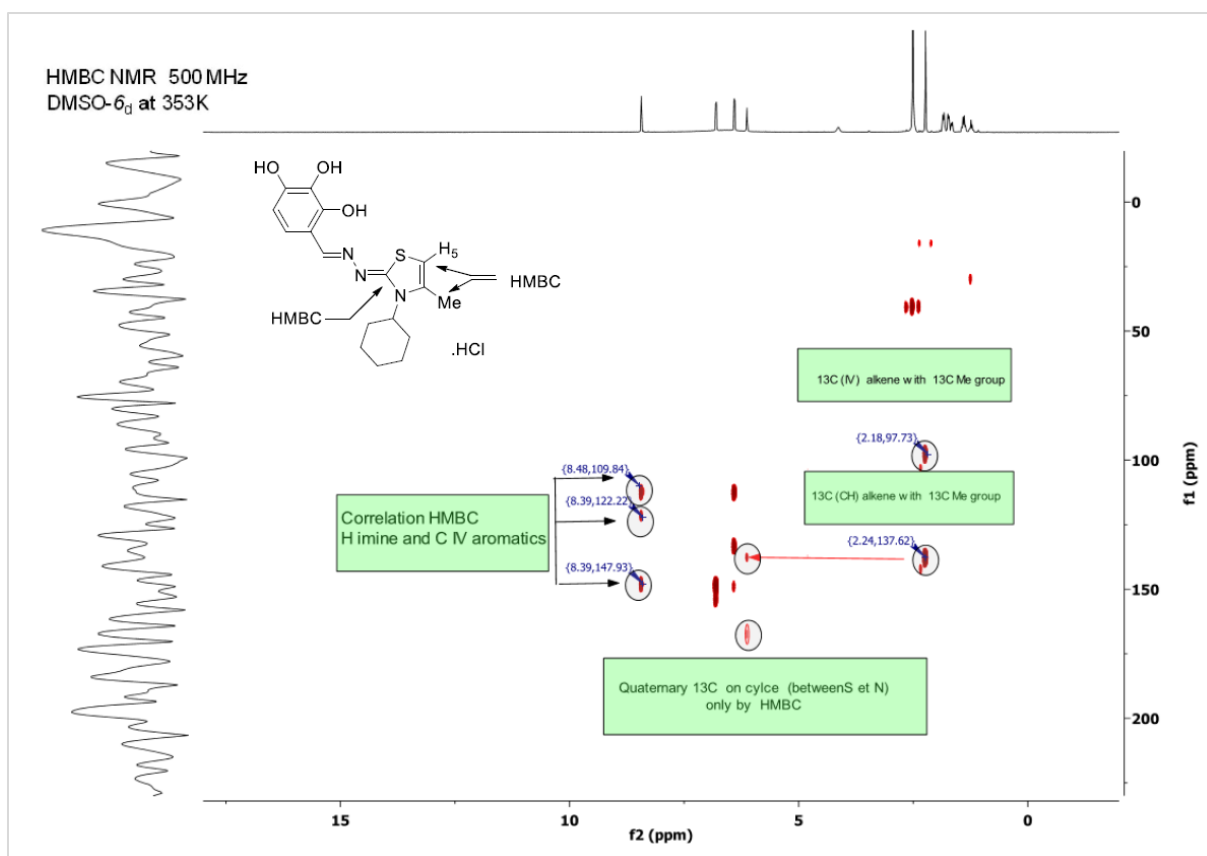 HMBC NMR 500 MHz
DMSO-6d at 353K
HO
OH
OH
N
N
S
H5
N
Me
HMBC
HMBC
.HCl
0
50
100
150
200
f1 (ppm)
13C (IV) alkene with 13C Me group
{2.18,97.73}
13C (CH) alkene with 13C Me group
{2.24,137.62}
{8.48,109.84}
{8.39,122.22}
{8.39,147.93}
Correlation HMBC
H imine and C IV aromatics
Quaternary 13C on cylce (betweenS et N)
only by HMBC
15
10
5
0
f2 (ppm)